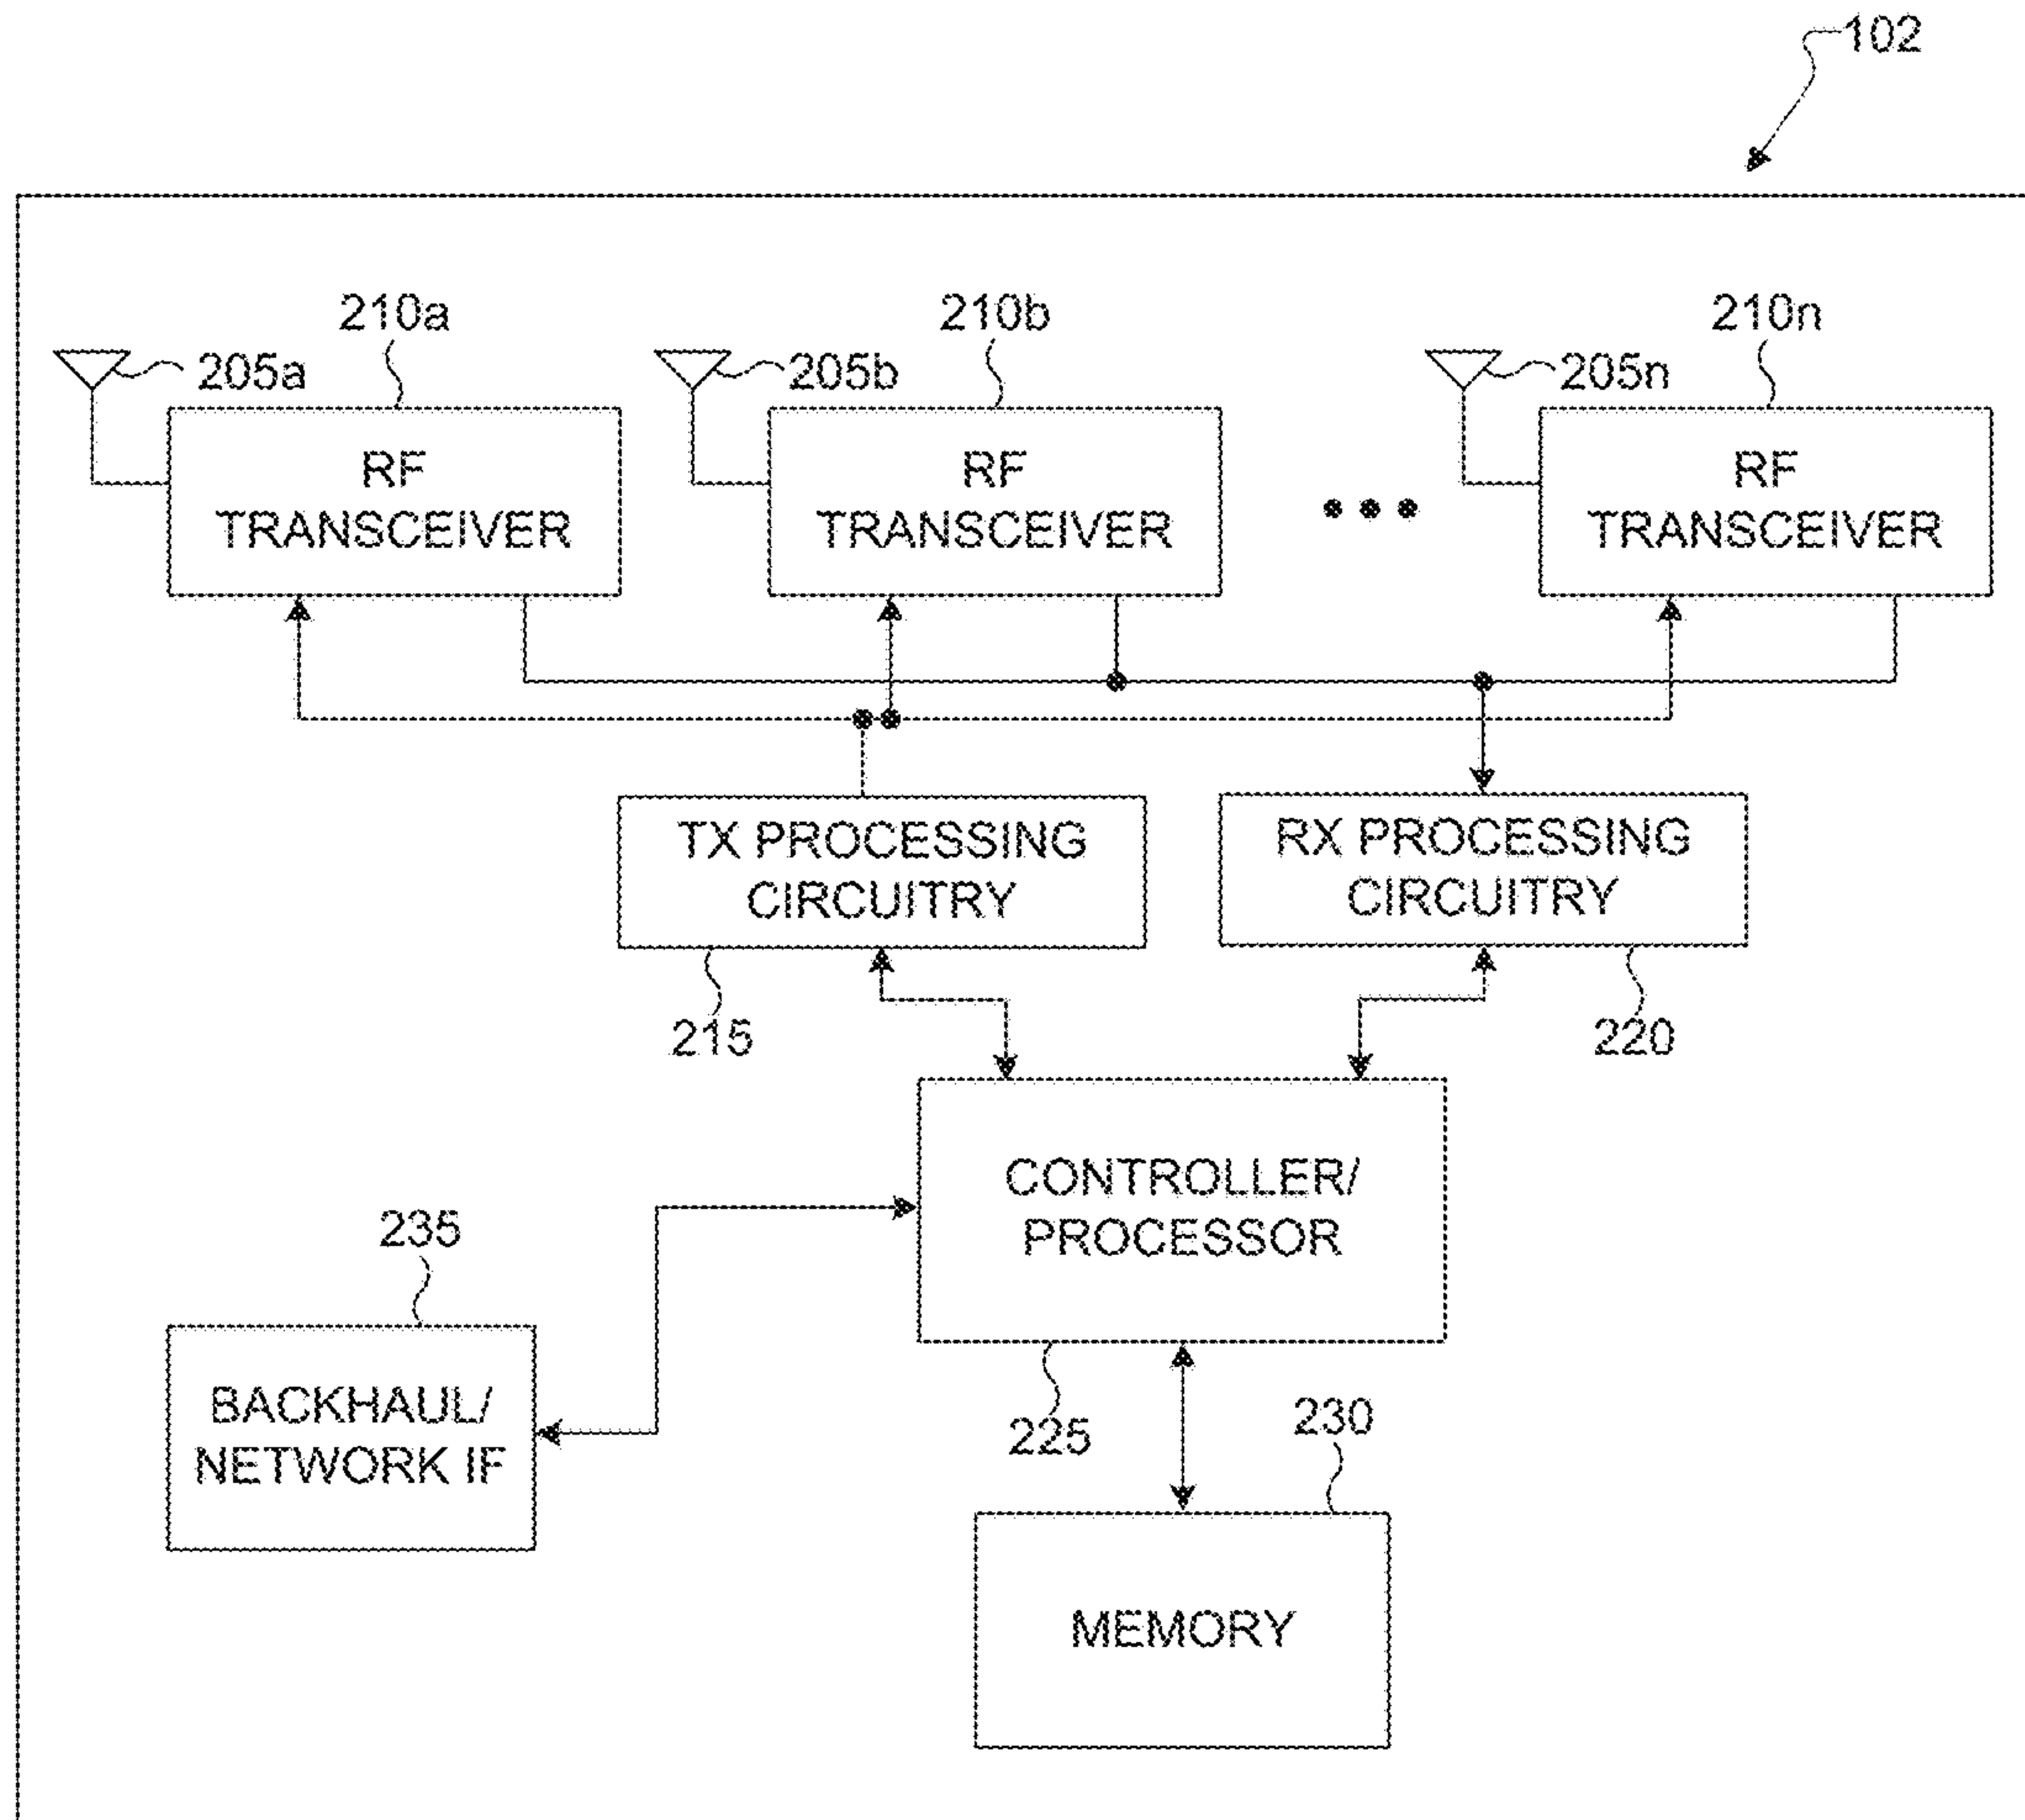 102
210a
210b
210n
205a
205b
205n
RF
TRANSCEIVER
RF
TRANSCEIVER
RF
TRANSCEIVER
TX PROCESSING
CIRCUITRY
RX PROCESSING
CIRCUITRY
215
220
CONTROLLER/
PROCESSOR
235
BACKHAUL/
NETWORK IF
225
230
MEMORY